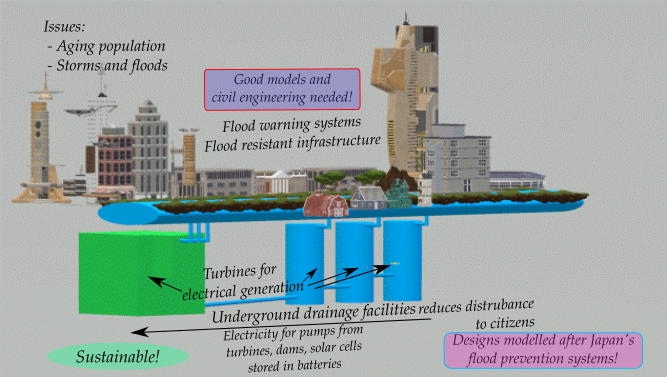 Issues:
- Aging population
- Storms and floods
Good models and
civil engineering needed!
Flood warning systems
Flood resistant infrastructure
Turbines for
electrical generation
Underground drainage facilities reduces distrubance
to citizens
Electricity for pumps from
turbines, dams, solar cells
stored in batteries
Sustainable!
Designs modelled after Japan's
flood prevention systems!